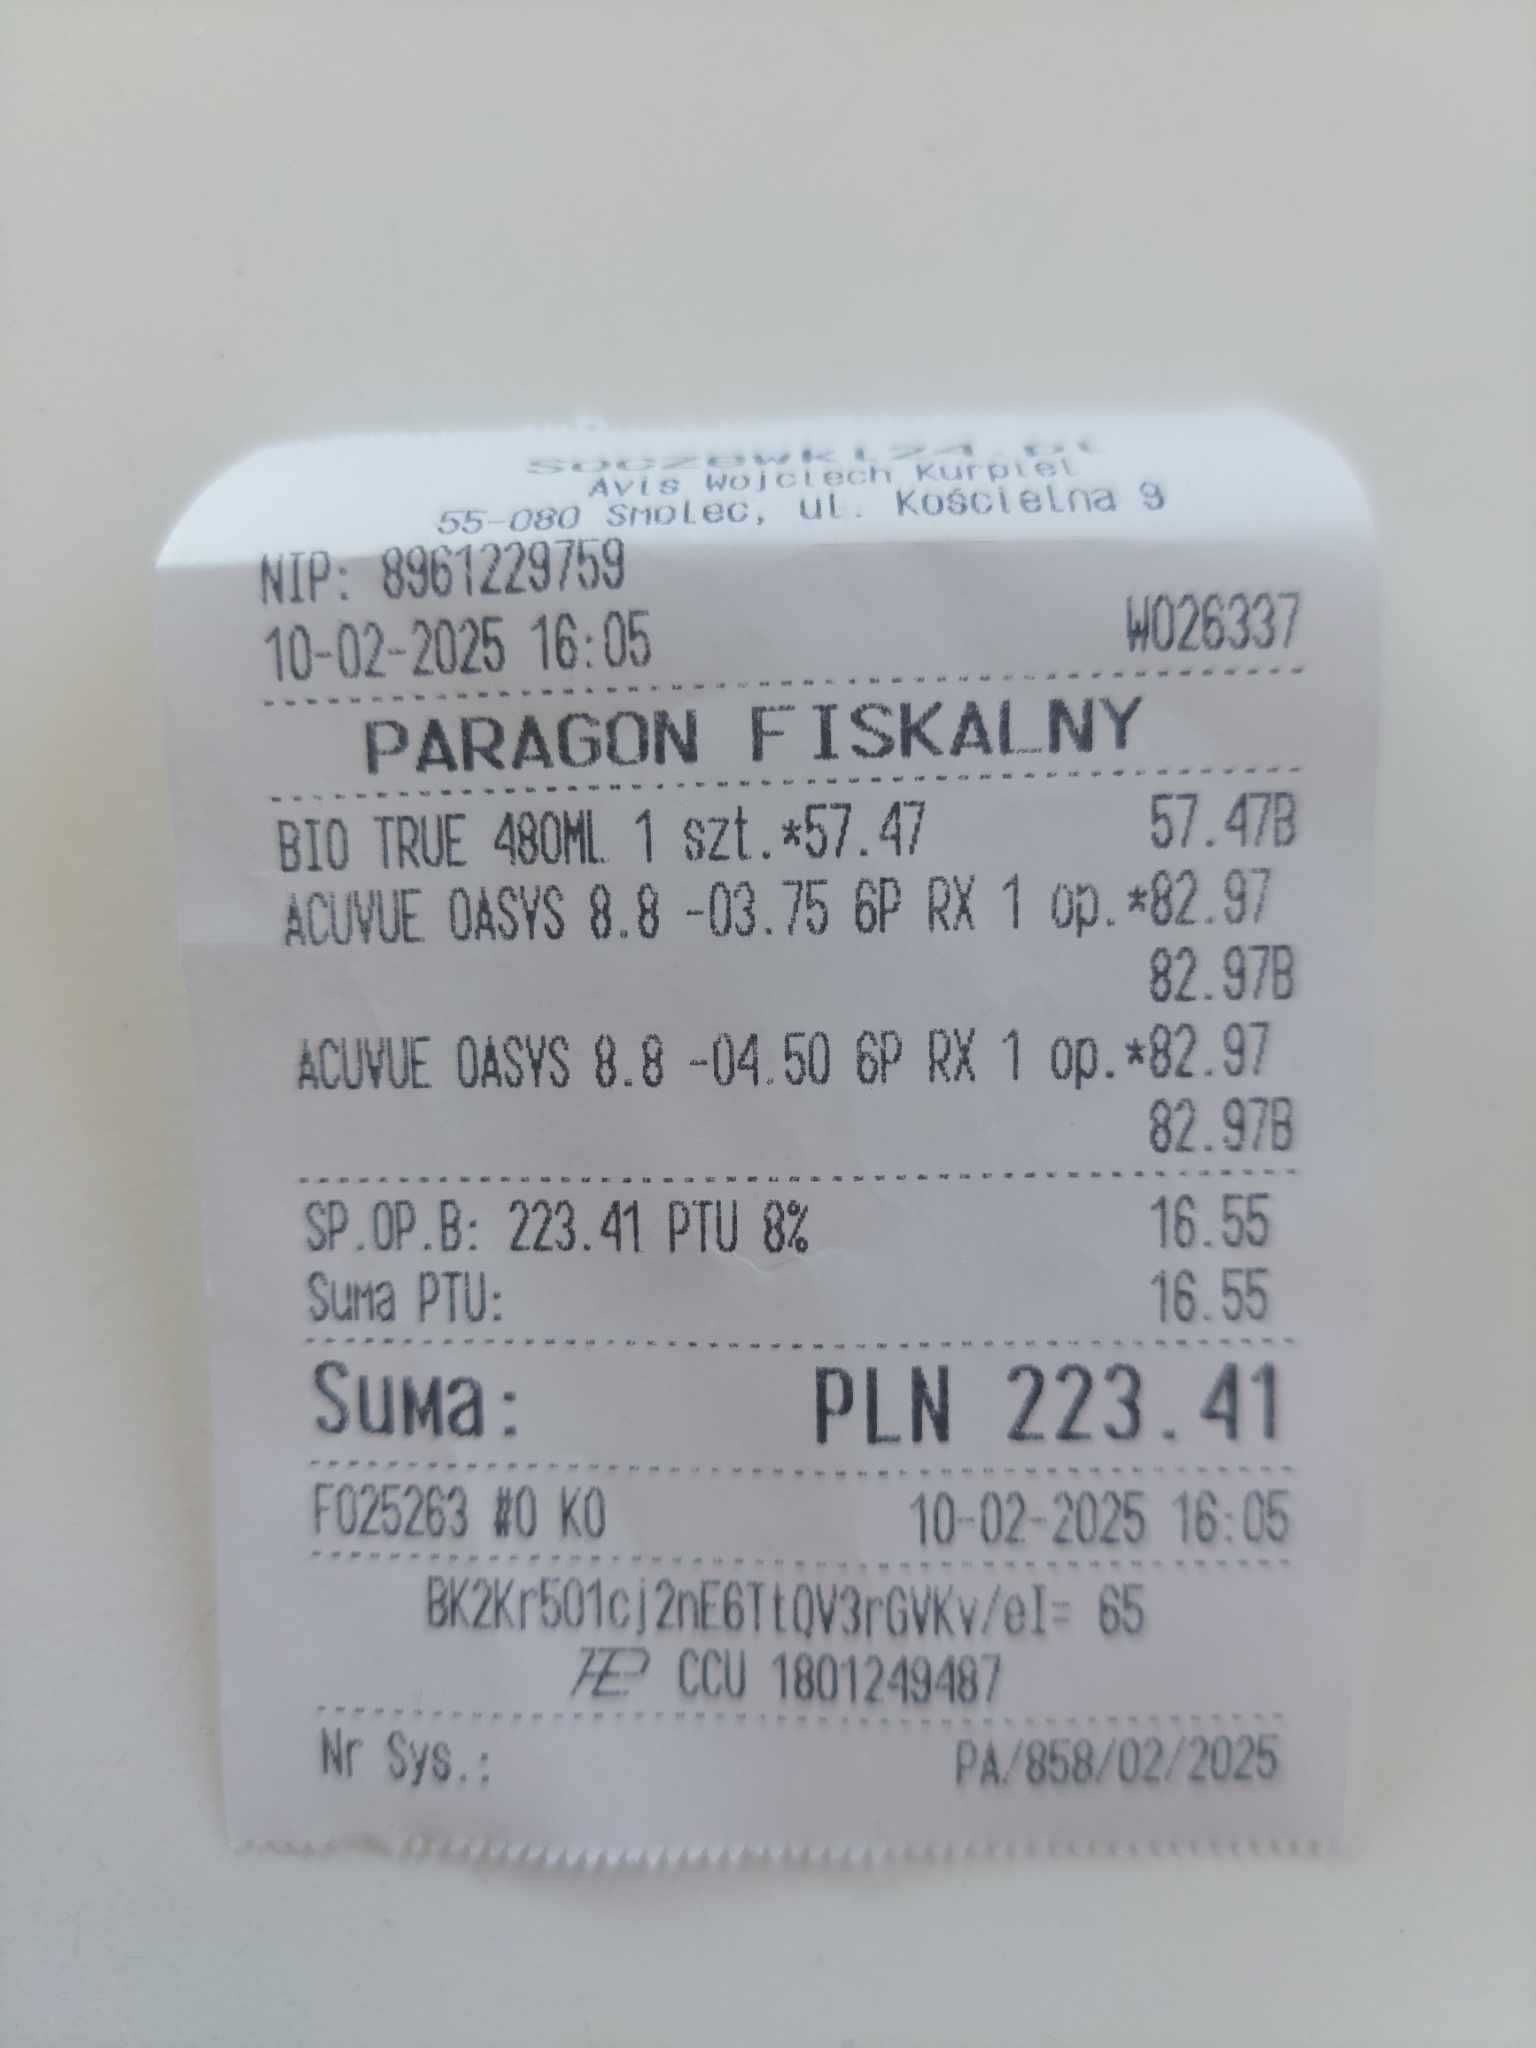 Soczewki24.pl
Avis Wojciech Kurpiel
55-080 Smolec, ul. Kościelna 9
NIP: 8961229759
10-02-2025 16:05 W026337
PARAGON FISKALNY
BIO TRUE 480ML 1 szt.*57.47 57.47B
ACUVUE OASYS 8.8 -03.75 6P RX 1 op.*82.97
82.97B
ACUVUE OASYS 8.8 -04.50 6P RX 1 op.*82.97
82.97B
SP.OP.B: 223.41 PTU 8% 16.55
Suma PTU: 16.55
Suma: PLN 223.41
F025263 #0 K0 10-02-2025 16:05
BK2Kr501cj2nE6TtQV3rGVKv/eI= 65
CCU 1801249487
Nr Sys.: PA/858/02/2025